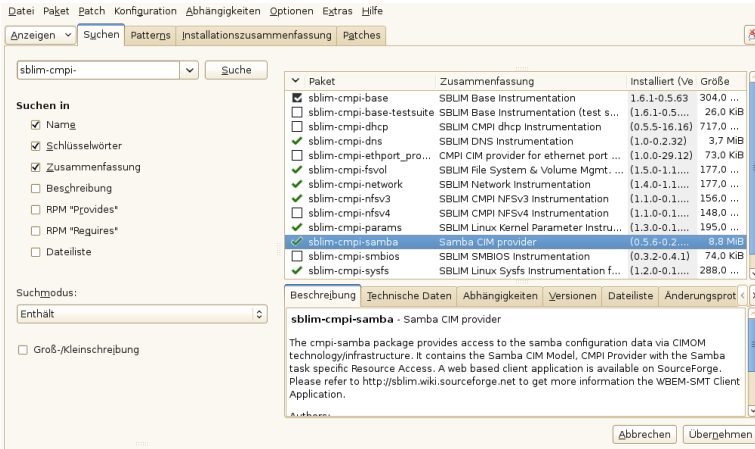 Datei Paket Patch Konfiguration Abhängigkeiten Optionen Extras Hilfe
Anzeigen Suchen Patterns Installationszusammenfassung Patches
sblim-cmpi- Suche
Suchen in
Name
Schlüsselwörter
Zusammenfassung
Beschreibung
RPM "Provides"
RPM "Requires"
Dateiliste
Suchmodus:
Enthält
Groß-/Kleinschreibung
Paket Zusammenfassung Installiert (Ve Größe
sblim-cmpi-base SBLIM Base Instrumentation 1.6.1-0.5.63 304,0 ...
sblim-cmpi-base-testsuite SBLIM Base Instrumentation (test s... (1.6.1-0.5.... 26,0 KiB
sblim-cmpi-dhcp SBLIM CMPI dhcp Instrumentation (0.5.5-16.16) 717,0 ...
sblim-cmpi-dns SBLIM DNS Instrumentation (1.0-0.2.32) 3,7 MiB
sblim-cmpi-ethport_pro... CMPI CIM provider for ethernet port ... (1.0.0-29.12) 73,0 KiB
sblim-cmpi-fsvol SBLIM File System & Volume Mgmt. ... (1.5.0-1.1.... 177,0 ...
sblim-cmpi-network SBLIM Network Instrumentation (1.4.0-1.1.... 177,0 ...
sblim-cmpi-nfsv3 SBLIM CMPI NFSv3 Instrumentation (1.1.0-0.1.... 156,0 ...
sblim-cmpi-nfsv4 SBLIM CMPI NFSv4 Instrumentation (1.1.0-0.1.... 148,0 ...
sblim-cmpi-params SBLIM Linux Kernel Parameter Instru... (1.3.0-0.1.... 195,0 ...
sblim-cmpi-samba Samba CIM provider (0.5.6-0.2.... 8,8 MiB
sblim-cmpi-smbios SBLIM SMBIOS Instrumentation (0.3.2-0.4.1) 74,0 KiB
sblim-cmpi-sysfs SBLIM Linux Sysfs Instrumentation f... (1.2.0-0.1.... 288,0 ...
Beschreibung Technische Daten Abhängigkeiten Versionen Dateiliste Änderungsprot
sblim-cmpi-samba - Samba CIM provider
The cmpi-samba package provides access to the samba configuration data via CIMOM
technology/infrastructure. It contains the Samba CIM Model, CMPI Provider with the Samba
task specific Resource Access. A web based client application is available on SourceForge.
Please refer to http://sblim.wiki.sourceforge.net to get more information the WBEM-SMT Client
Application.
Authors:
Abbrechen Übernehmen